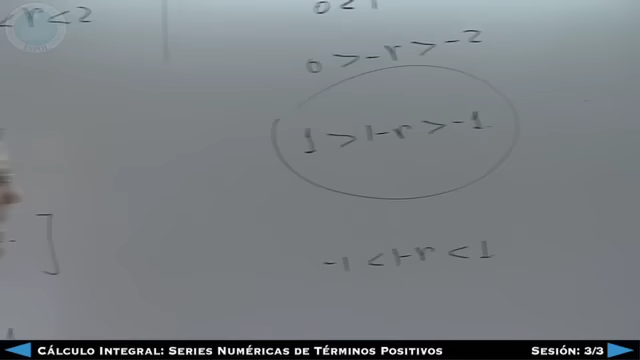 < r < 2
0 > -r > -2
1 > 1-r > -1
-1 < 1-r < 1
]
Cálculo Integral: Series Numéricas de Términos Positivos
Sesión: 3/3